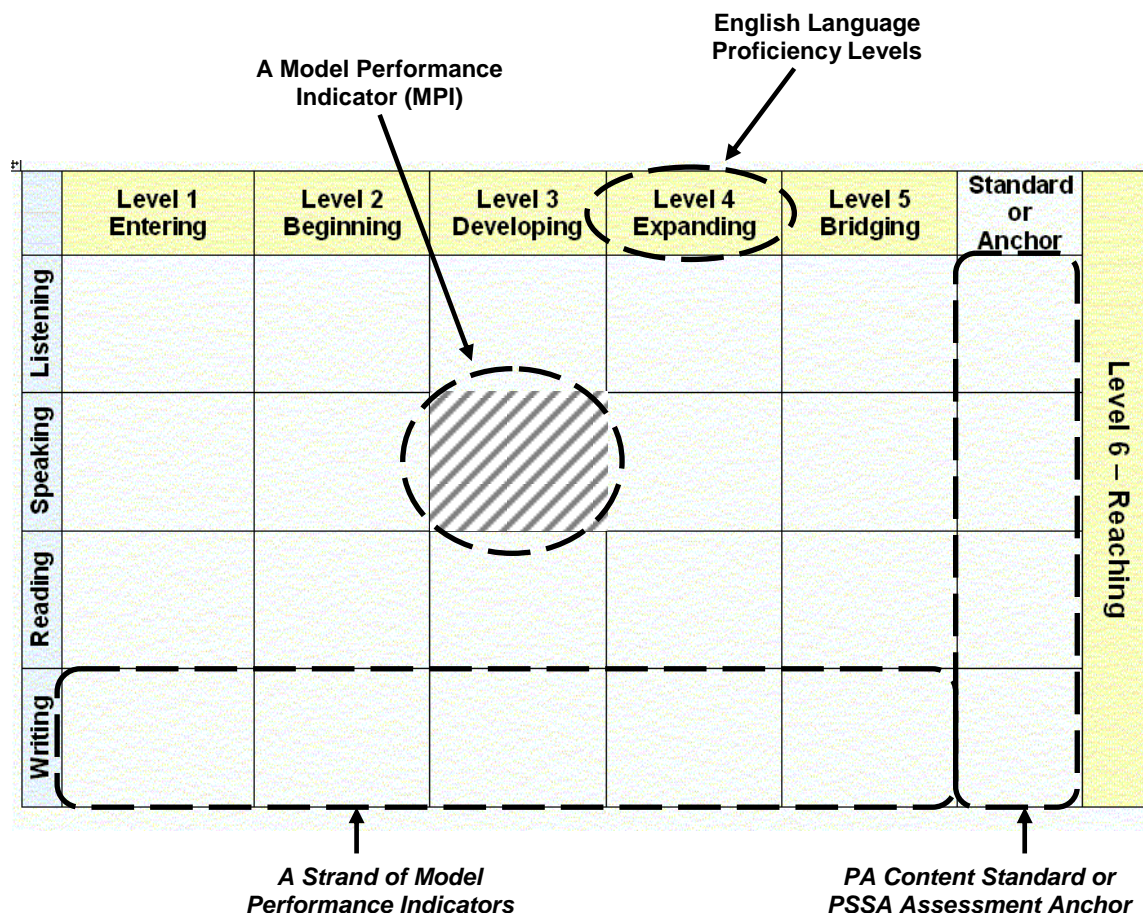 English Language
Proficiency Levels
A Model Performance
Indicator (MPI)
Level 1
Entering
Level 2
Beginning
Level 3
Developing
Level 4
Expanding
Level 5
Bridging
Standard
or
Anchor
Listening
Speaking
Reading
Writing
Level 6 – Reaching
A Strand of Model
Performance Indicators
PA Content Standard or
PSSA Assessment Anchor